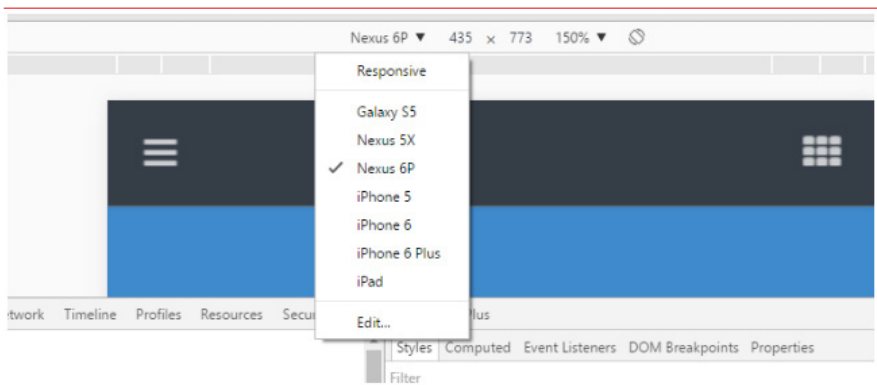 Nexus 6P ▼ 435 × 773 150% ▼
Responsive
Galaxy S5
Nexus 5X
✓ Nexus 6P
iPhone 5
iPhone 6
iPhone 6 Plus
iPad
Edit...
twork Timeline Profiles Resources Secur lus
Styles Computed Event Listeners DOM Breakpoints Properties
Filter